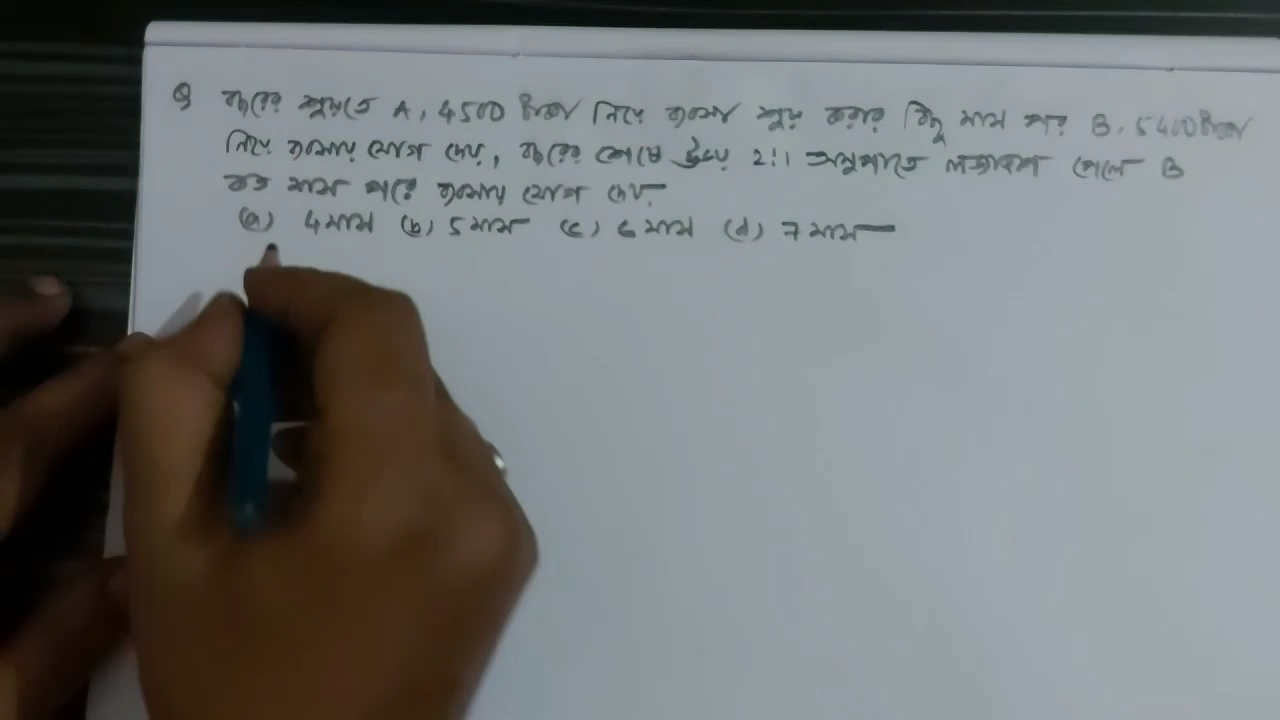 Q বছরের শুরুতে A, 4500 টাকা নিয়ে ব্যবসা শুরু করার কিছু মাস পর B, 5400 টাকা
নিয়ে ব্যবসায় যোগ দেয়, বছরের শেষে উভয় 2:1 অনুপাতে লভ্যাংশ পেলে B
কত মাস পরে ব্যবসায় যোগ দেয়
(a) 4 মাস (b) 5 মাস (c) 6 মাস (d) 7 মাস